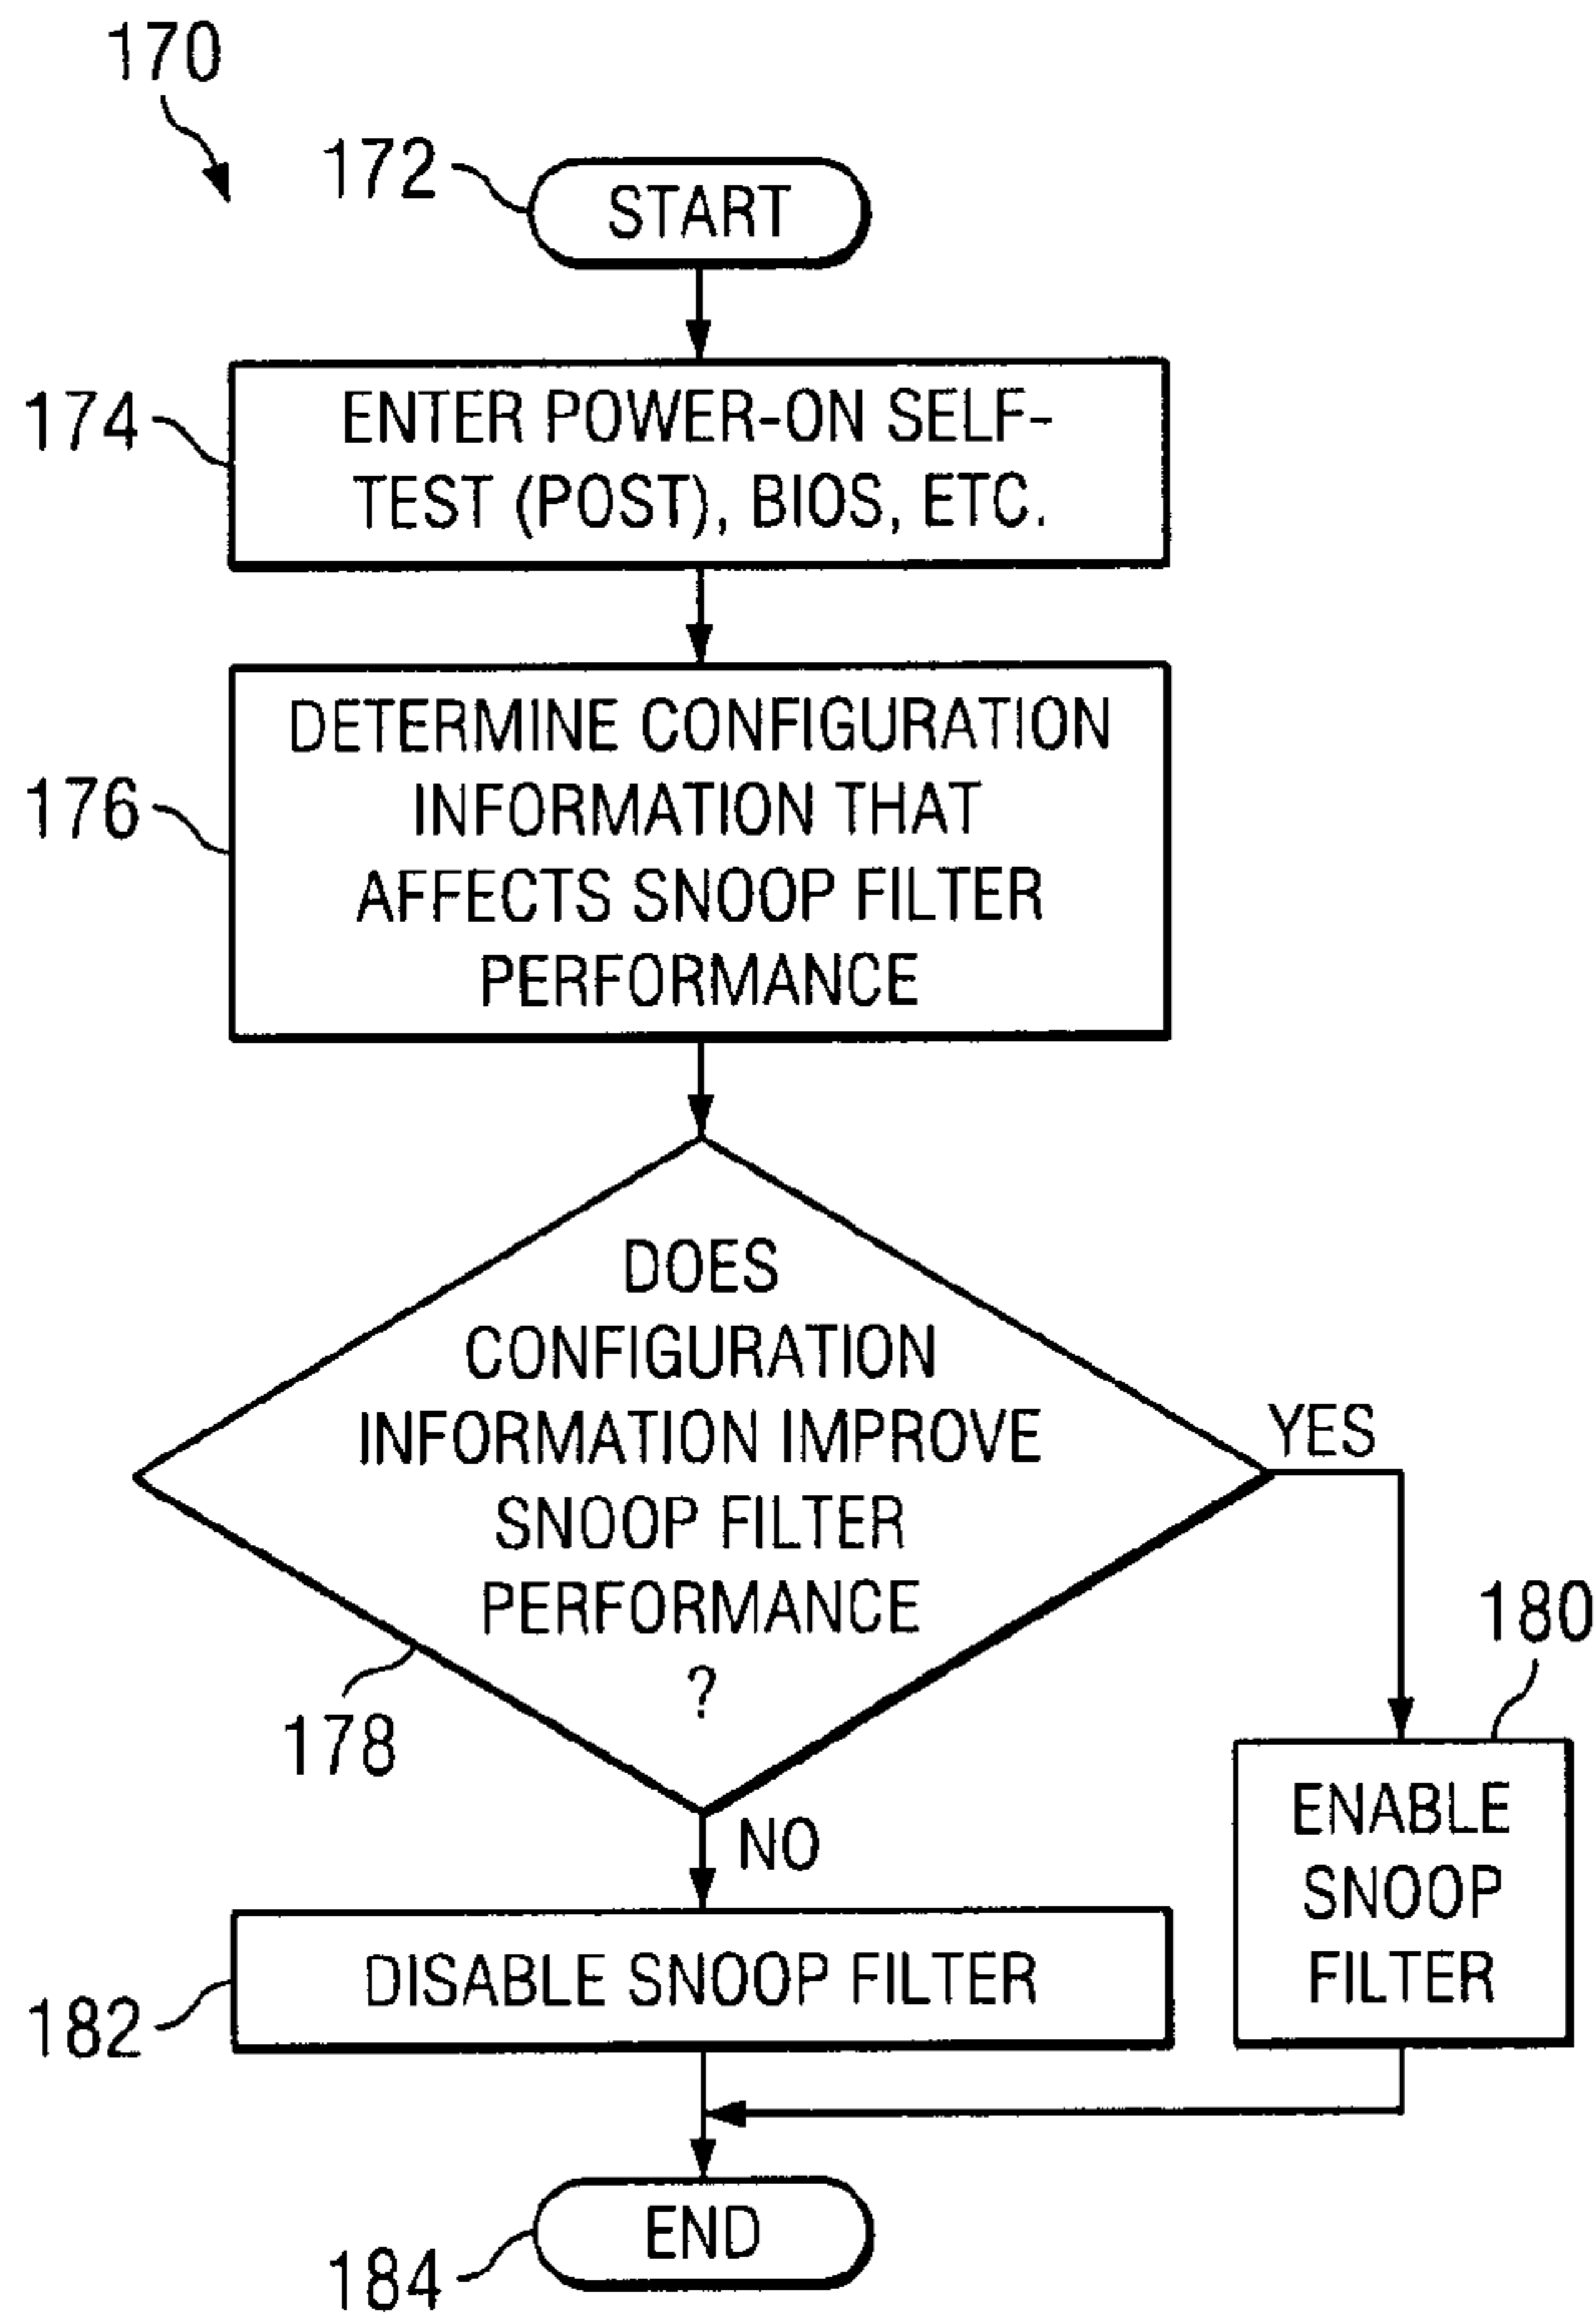 170
172
START
174
ENTER POWER-ON SELF-
TEST (POST), BIOS, ETC.
176
DETERMINE CONFIGURATION
INFORMATION THAT
AFFECTS SNOOP FILTER
PERFORMANCE
DOES
CONFIGURATION
INFORMATION IMPROVE
SNOOP FILTER
PERFORMANCE
?
178
YES
180
ENABLE
SNOOP
FILTER
NO
182
DISABLE SNOOP FILTER
184
END